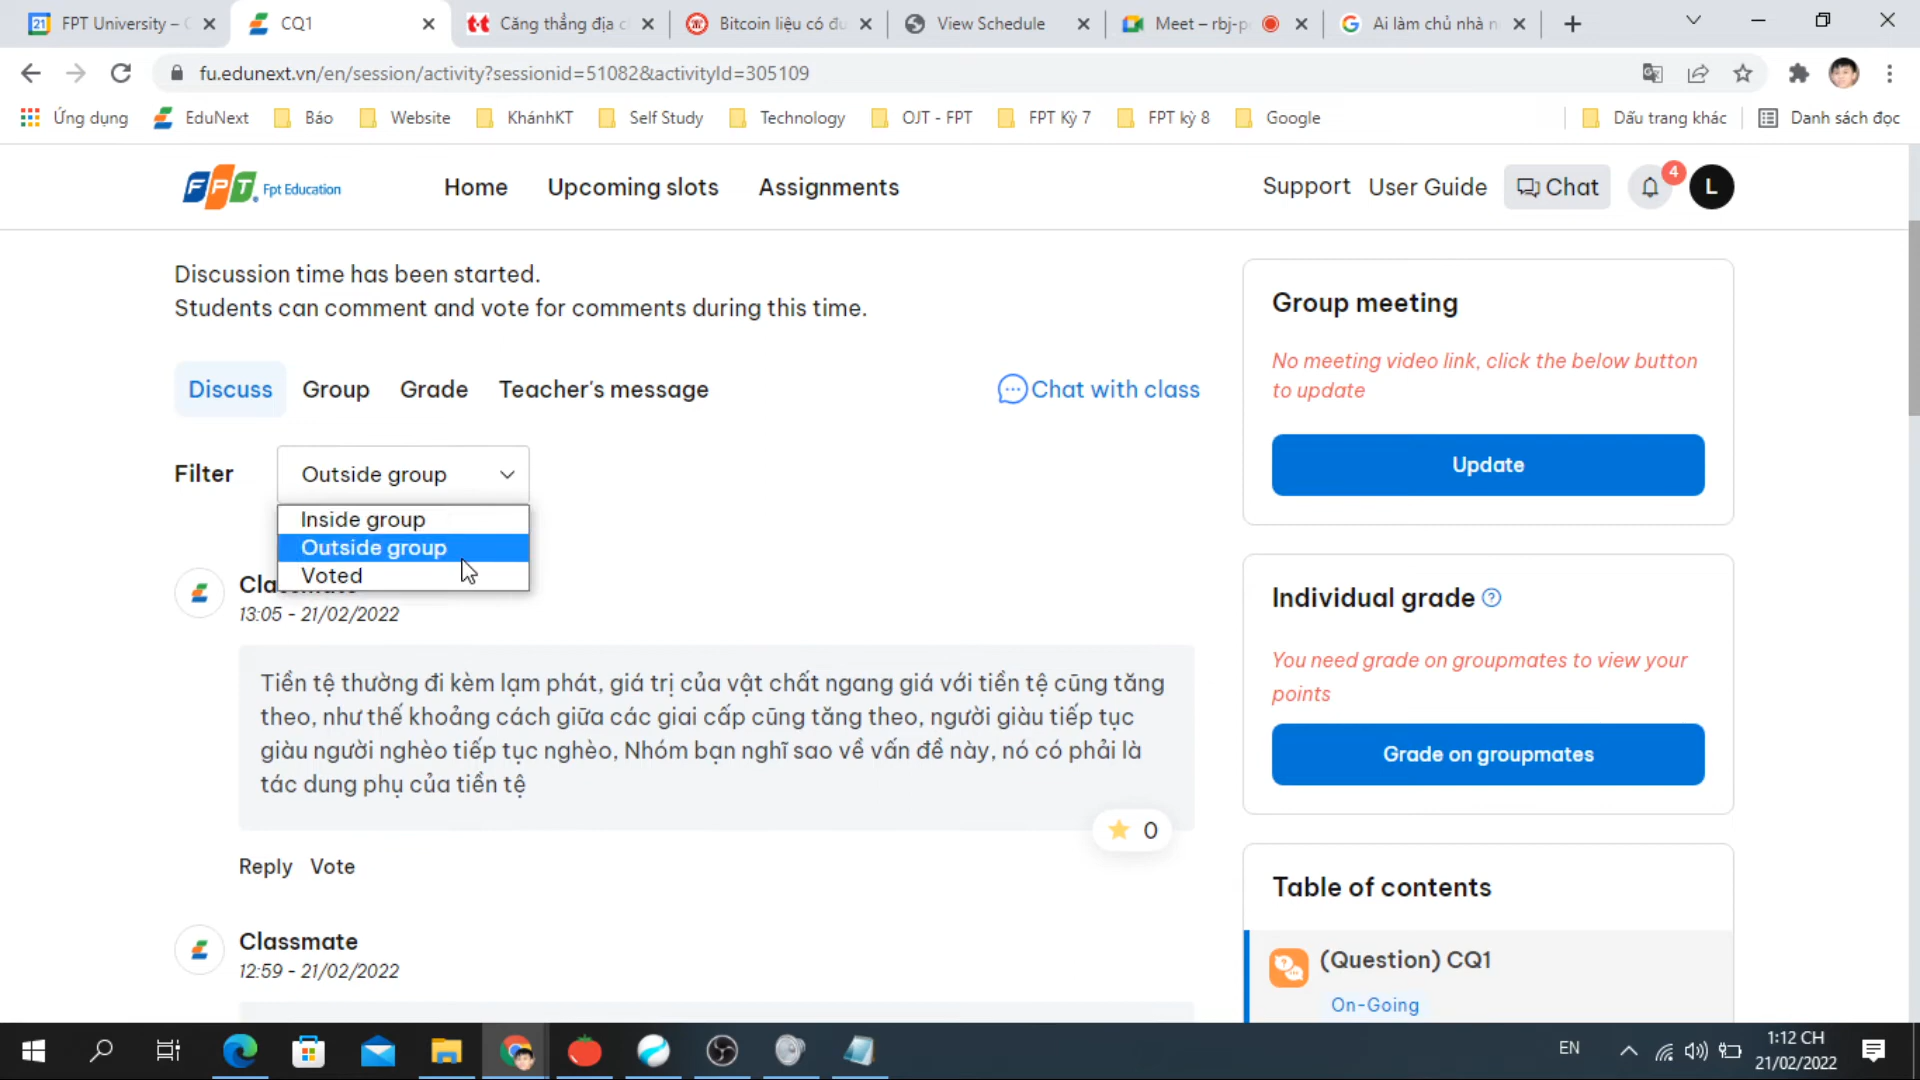 FPT University –
CQ1
Căng thẳng địa c
Bitcoin liệu có đu
View Schedule
Meet – rbj-p
Ai làm chủ nhà n
fu.edunext.vn/en/session/activity?sessionid=51082&activityId=305109
Ứng dụng
EduNext
Báo
Website
KhánhKT
Self Study
Technology
OJT - FPT
FPT Kỳ 7
FPT kỳ 8
Google
Dấu trang khác
Danh sách đọc
FPT Fpt Education
Home
Upcoming slots
Assignments
Support
User Guide
Chat
4
L
Discussion time has been started.
Students can comment and vote for comments during this time.
Discuss
Group
Grade
Teacher's message
Chat with class
Filter
Outside group
Inside group
Outside group
Voted
13:05 - 21/02/2022
Tiền tệ thường đi kèm lạm phát, giá trị của vật chất ngang giá với tiền tệ cũng tăng
theo, như thế khoảng cách giữa các giai cấp cũng tăng theo, người giàu tiếp tục
giàu người nghèo tiếp tục nghèo, Nhóm bạn nghĩ sao về vấn đề này, nó có phải là
tác dung phụ của tiền tệ
0
Reply
Vote
Classmate
12:59 - 21/02/2022
Group meeting
No meeting video link, click the below button
to update
Update
Individual grade
You need grade on groupmates to view your
points
Grade on groupmates
Table of contents
(Question) CQ1
On-Going
EN
1:12 CH
21/02/2022